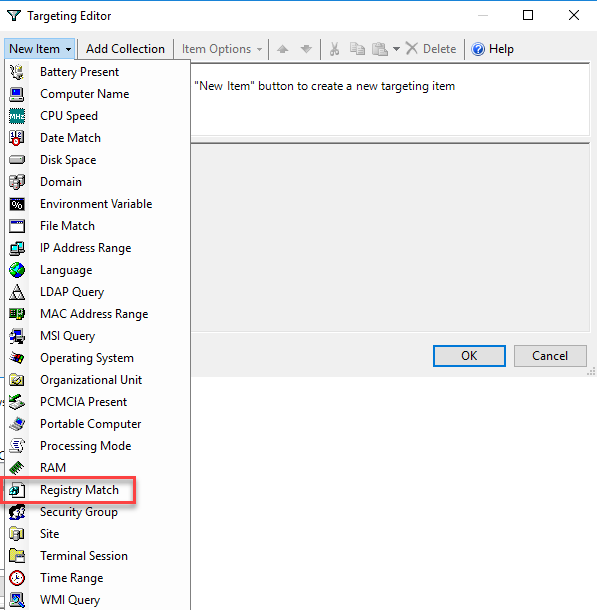 Targeting Editor
New Item Add Collection Item Options Delete Help
"New Item" button to create a new targeting item
Battery Present
Computer Name
MHz CPU Speed
Date Match
Disk Space
Domain
% Environment Variable
File Match
IP Address Range
Language
LDAP Query
MAC Address Range
MSI Query
Operating System
Organizational Unit
PCMCIA Present
Portable Computer
Processing Mode
RAM
Registry Match
Security Group
Site
Terminal Session
Time Range
WMI Query
OK Cancel